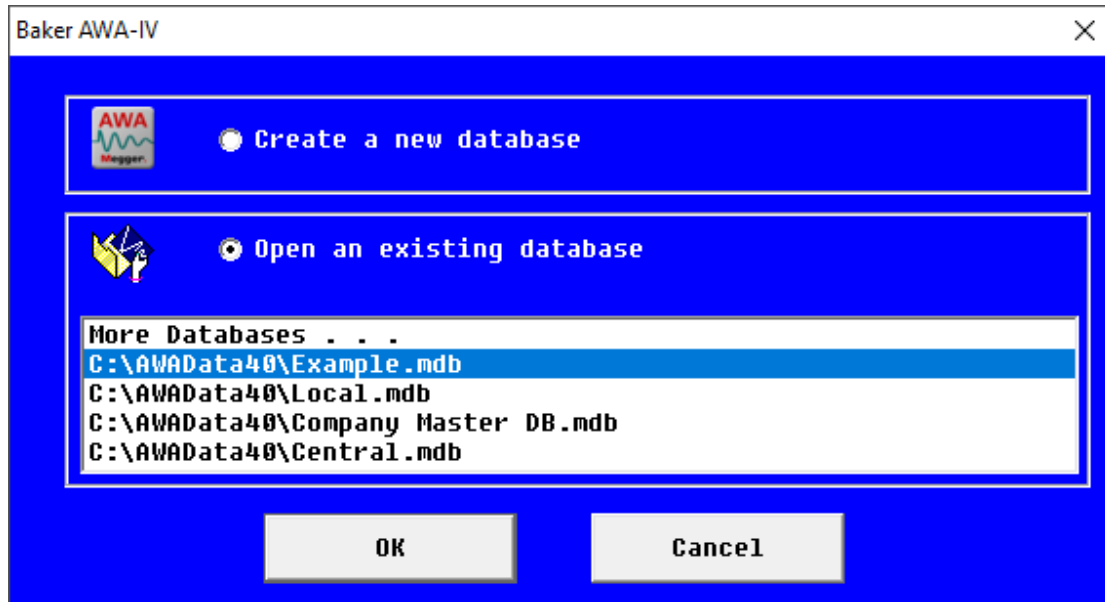 Baker AWA-IV
AWA
Megger.
Create a new database
Open an existing database
More Databases . . .
C:\AWAData40\Example.mdb
C:\AWAData40\Local.mdb
C:\AWAData40\Company Master DB.mdb
C:\AWAData40\Central.mdb
OK
Cancel